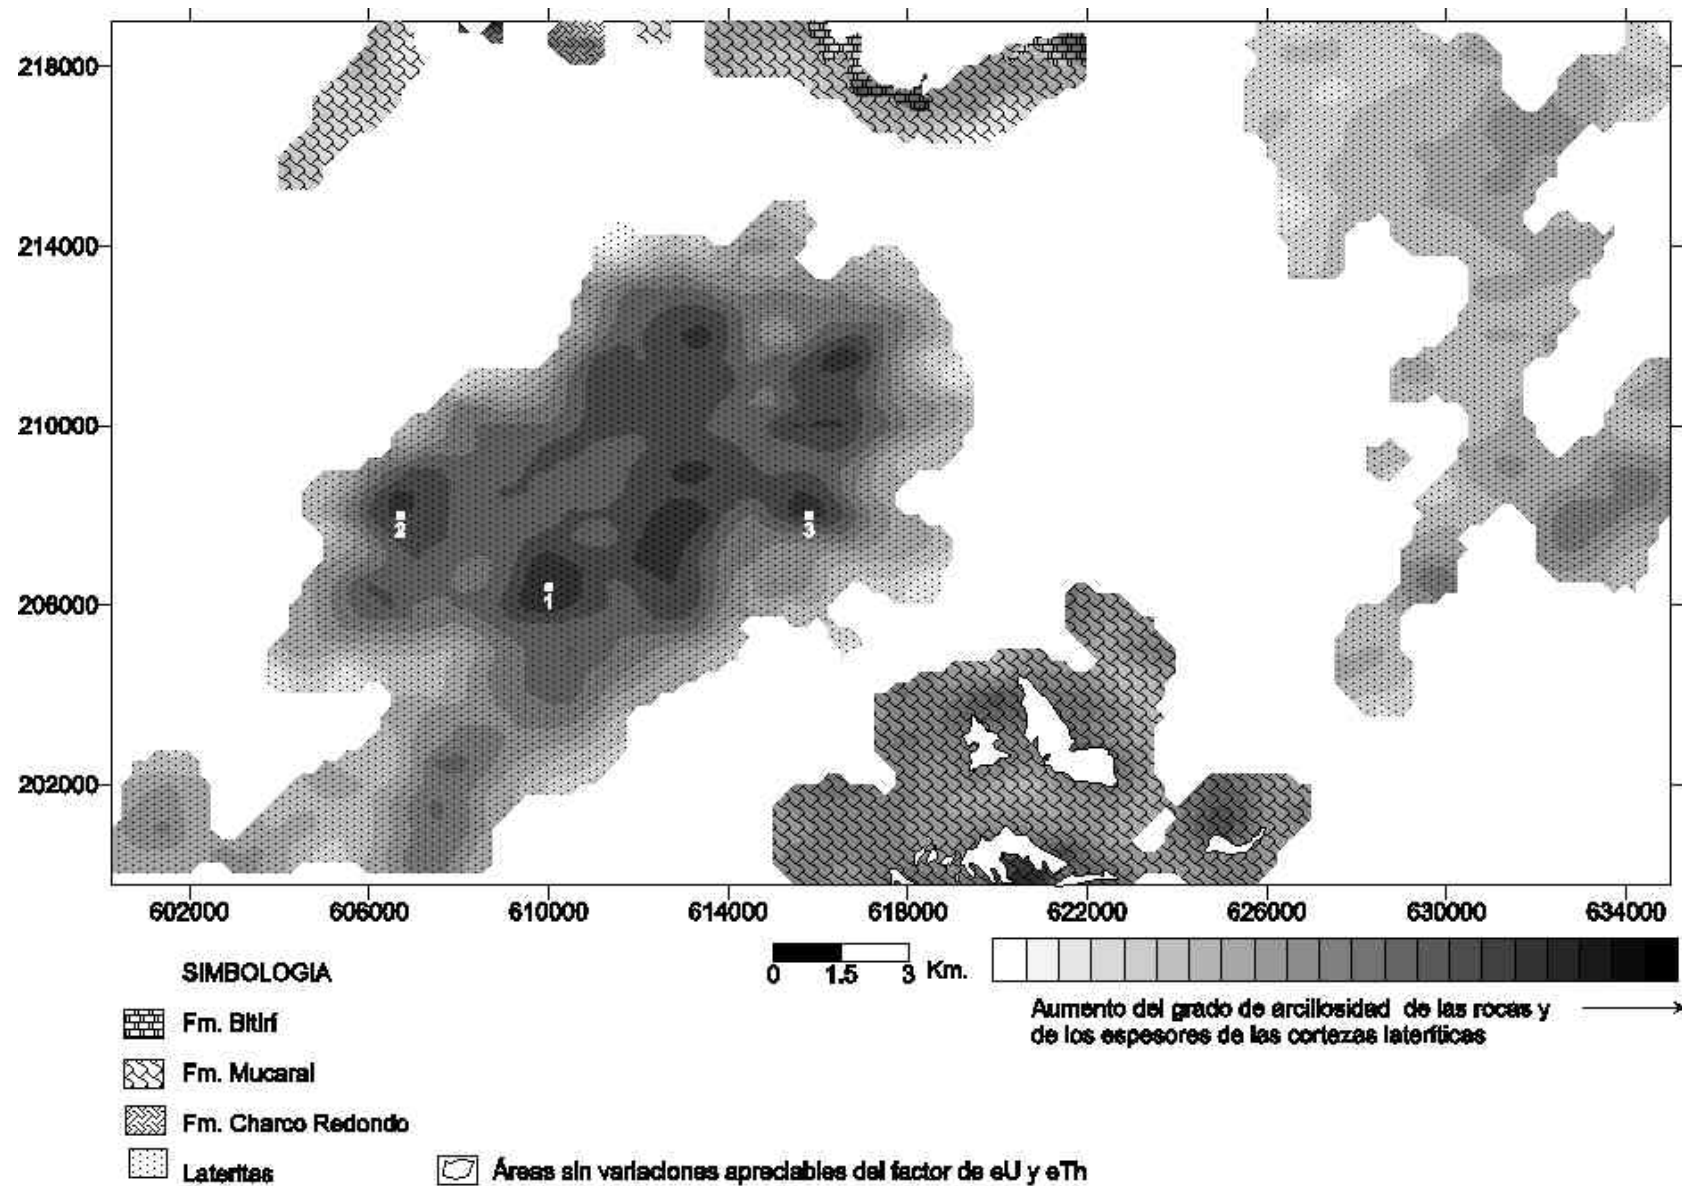 218000
214000
210000
206000
202000
2
3
1
602000 606000 610000 614000 618000 622000 626000 630000 634000
0 1.5 3 Km.
Aumento del grado de arcillosidad de las rocas y
de los espesores de las cortezas lateríticas
SIMBOLOGIA
Fm. Bitirí
Fm. Mucaral
Fm. Charco Redondo
Lateritas
Áreas sin variaciones apreciables del factor de eU y eTh